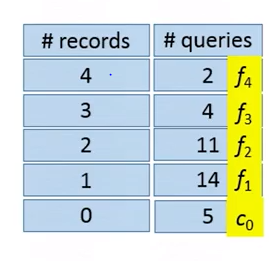 # records # queries
4 2 f4
3 4 f3
2 11 f2
1 14 f1
0 5 c0